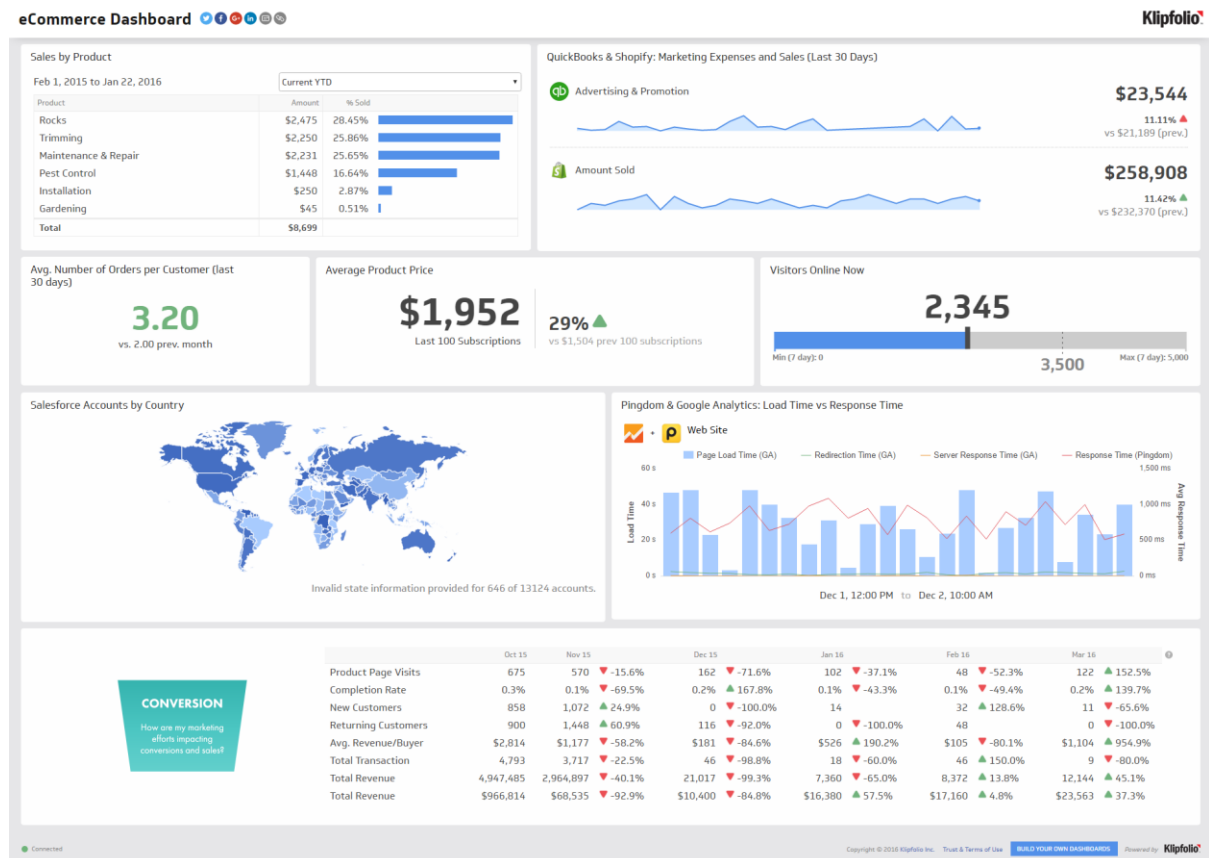 eCommerce Dashboard
Klipfolio
Sales by Product
Feb 1, 2015 to Jan 22, 2016 Current YTD
Product Amount % Sold
Rocks $2,475 28.45%
Trimming $2,250 25.86%
Maintenance & Repair $2,231 25.65%
Pest Control $1,448 16.64%
Installation $250 2.87%
Gardening $45 0.51%
Total $8,699
QuickBooks & Shopify: Marketing Expenses and Sales (Last 30 Days)
qb Advertising & Promotion
$23,544
11.11%
vs $21,189 (prev.)
Amount Sold
$258,908
11.42%
vs $232,370 (prev.)
Avg. Number of Orders per Customer (last
30 days)
3.20
vs. 2.00 prev. month
Average Product Price
$1,952
Last 100 Subscriptions
29%
vs $1,504 prev 100 subscriptions
Visitors Online Now
2,345
Min (7 day): 0 3,500 Max (7 day): 5,000
Salesforce Accounts by Country
Invalid state information provided for 646 of 13124 accounts.
Pingdom & Google Analytics: Load Time vs Response Time
Web Site
Page Load Time (GA) Redirection Time (GA) Server Response Time (GA) Response Time (Pingdom)
60 s 1,500 ms
40 s 1,000 ms
20 s 500 ms
0 s 0 ms
Load Time
Avg Response Time
Dec 1, 12:00 PM to Dec 2, 10:00 AM
CONVERSION
How are my marketing
efforts impacting
conversions and sales?
Oct 15 Nov 15 Dec 15 Jan 16 Feb 16 Mar 16
Product Page Visits 675 570 -15.6% 162 -71.6% 102 -37.1% 48 -52.3% 122 152.5%
Completion Rate 0.3% 0.1% -69.5% 0.2% 167.8% 0.1% -43.3% 0.1% -49.4% 0.2% 139.7%
New Customers 858 1,072 24.9% 0 -100.0% 14 32 128.6% 11 -65.6%
Returning Customers 900 1,448 60.9% 116 -92.0% 0 -100.0% 48 0 -100.0%
Avg. Revenue/Buyer $2,814 $1,177 -58.2% $181 -84.6% $526 190.2% $105 -80.1% $1,104 954.9%
Total Transaction 4,793 3,717 -22.5% 46 -98.8% 18 -60.0% 46 150.0% 9 -80.0%
Total Revenue 4,947,485 2,964,897 -40.1% 21,017 -99.3% 7,360 -65.0% 8,372 13.8% 12,144 45.1%
Total Revenue $966,814 $68,535 -92.9% $10,400 -84.8% $16,380 57.5% $17,160 4.8% $23,563 37.3%
Connected
Copyright © 2016 Klipfolio Inc. Trust & Terms of Use BUILD YOUR OWN DASHBOARDS Powered by Klipfolio